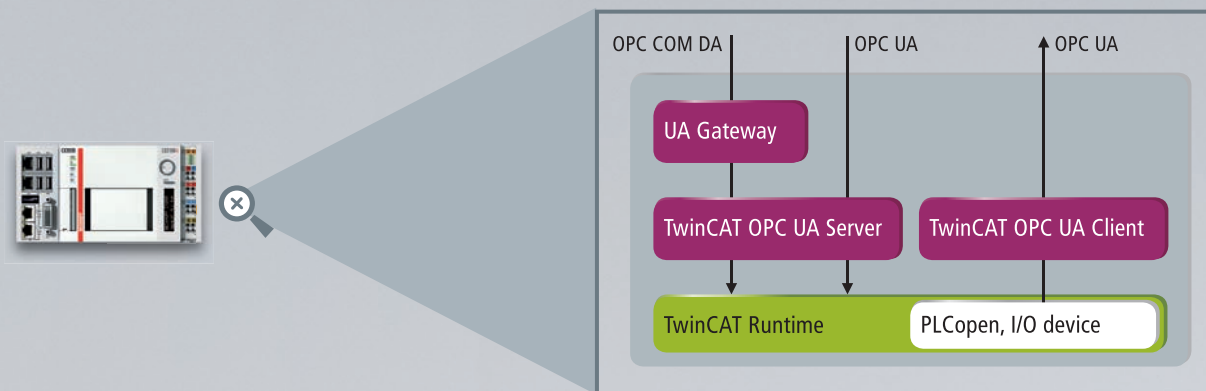 OPC COM DA
OPC UA
OPC UA
UA Gateway
TwinCAT OPC UA Server
TwinCAT OPC UA Client
TwinCAT Runtime
PLCopen, I/O device